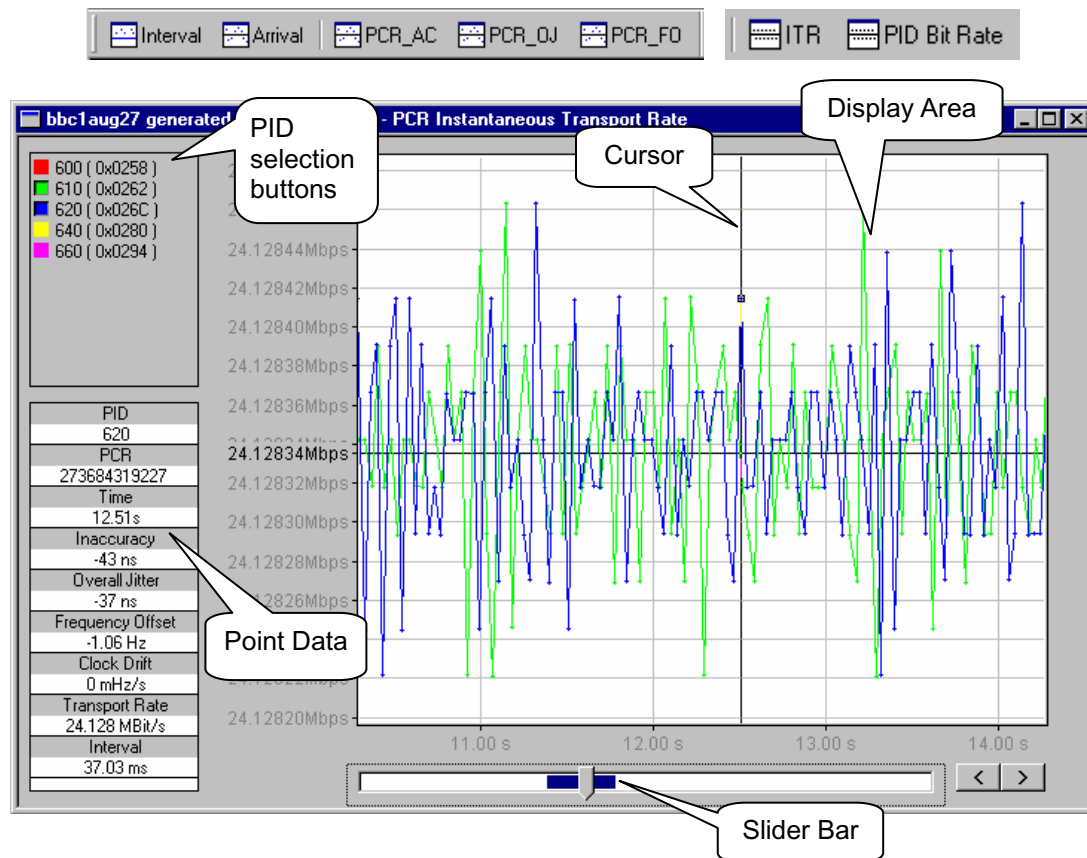 Interval Arrival PCR_AC PCR_OJ PCR_FO ITR PID Bit Rate
bbc1aug27 generated - PCR Instantaneous Transport Rate
PID
selection
buttons
Cursor
Display Area
600 ( 0x0258 )
610 ( 0x0262 )
620 ( 0x026C )
640 ( 0x0280 )
660 ( 0x0294 )
24.12844Mbps
24.12842Mbps
24.12840Mbps
24.12838Mbps
24.12836Mbps
24.12834Mbps
24.12834Mbps
24.12832Mbps
24.12830Mbps
24.12828Mbps
24.12826Mbps
24.12822Mbps
24.12820Mbps
11.00 s 12.00 s 13.00 s 14.00 s
PID
620
PCR
273684319227
Time
12.51s
Inaccuracy
-43 ns
Overall Jitter
-37 ns
Frequency Offset
-1.06 Hz
Clock Drift
0 mHz/s
Transport Rate
24.128 MBit/s
Interval
37.03 ms
Point Data
< >
Slider Bar